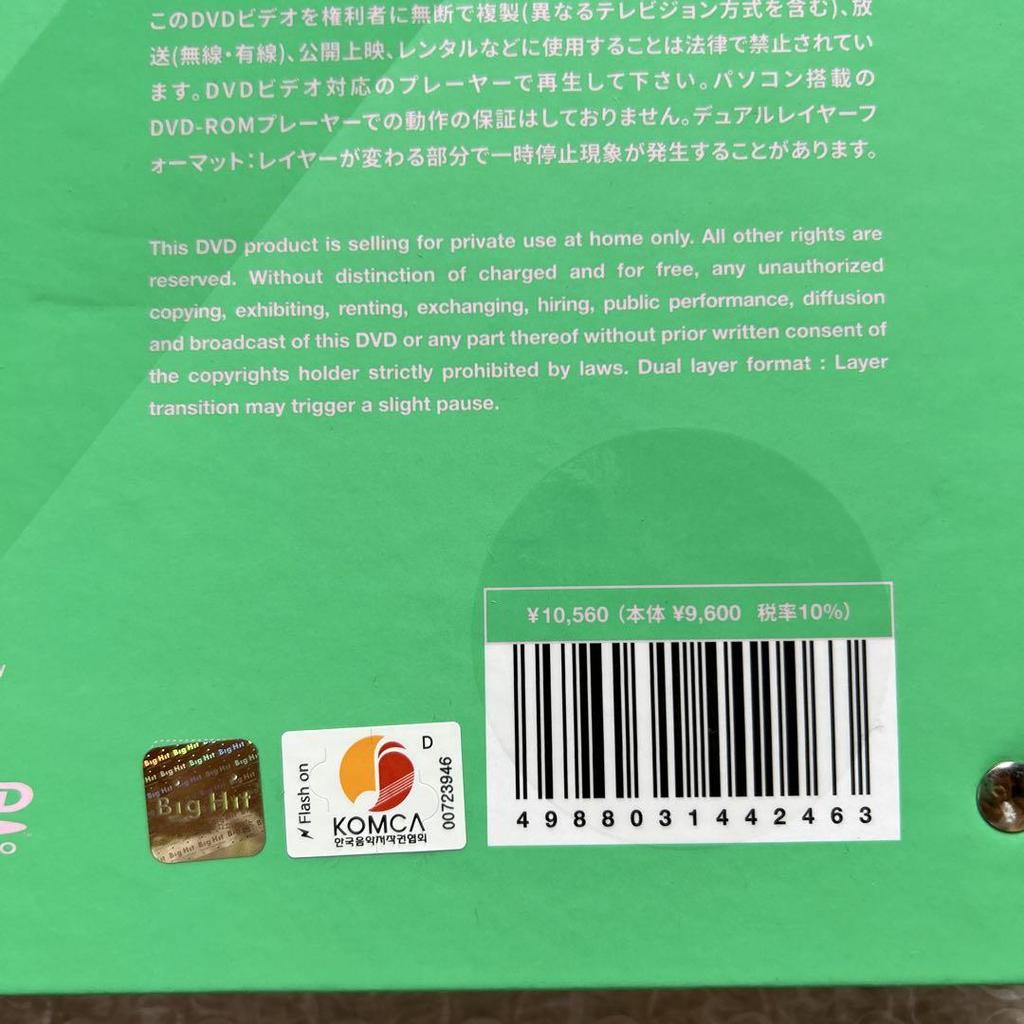 このDVDビデオを権利者に無断で複製(異なるテレビジョン方式を含む)、放
送(無線・有線)、公開上映、レンタルなどに使用することは法律で禁止されてい
ます。DVDビデオ対応のプレーヤーで再生して下さい。パソコン搭載の
DVD-ROMプレーヤーでの動作の保証はしておりません。デュアルレイヤーフ
ォーマット:レイヤーが変わる部分で一時停止現象が発生することがあります。
This DVD product is selling for private use at home only. All other rights are
reserved. Without distinction of charged and for free, any unauthorized
copying, exhibiting, renting, exchanging, hiring, public performance, diffusion
and broadcast of this DVD or any part thereof without prior written consent of
the copyrights holder strictly prohibited by laws. Dual layer format : Layer
transition may trigger a slight pause.
¥10,560 (本体 ¥9,600 税率10%)
4988031442463
Big Hit
Flash on
D
KOMCA
한국음악저작권협회
00723946